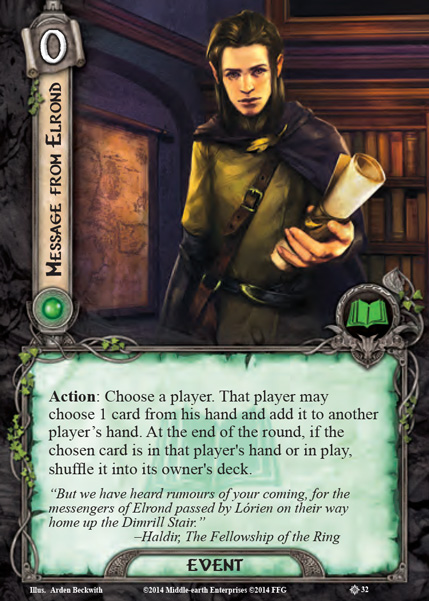 0
MESSAGE FROM ELROND
Action: Choose a player. That player may
choose 1 card from his hand and add it to another
player’s hand. At the end of the round, if the
chosen card is in that player's hand or in play,
shuffle it into its owner's deck.
“But we have heard rumours of your coming, for the
messengers of Elrond passed by Lórien on their way
home up the Dimrill Stair.”
–Haldir, The Fellowship of the Ring
EVENT
Illus. Arden Beckwith ©2014 Middle-earth Enterprises ©2014 FFG 32